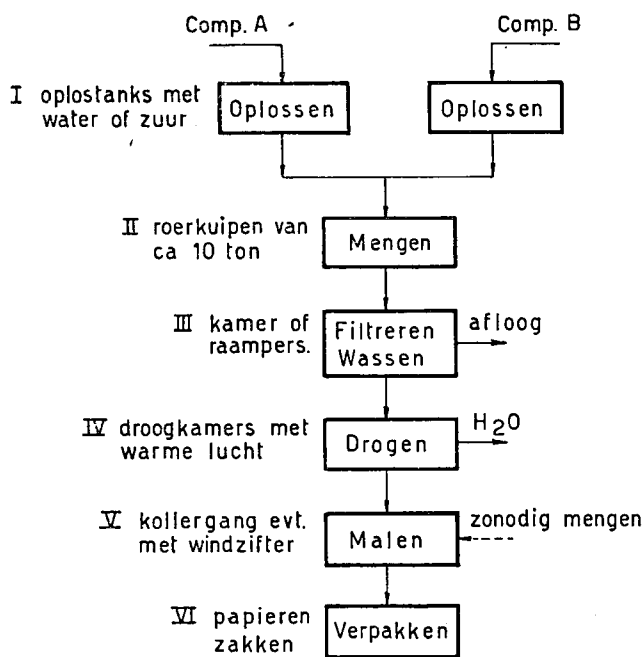 Comp. A
Comp. B
I oplostanks met
water of zuur
Oplossen
Oplossen
II roerkuipen van
ca 10 ton
Mengen
III kamer of
raampers.
Filtreren
Wassen
afloog
IV droogkamers met
warme lucht
Drogen
H2O
V kollergang evt.
met windzifter
Malen
zonodig mengen
VI papieren
zakken
Verpakken